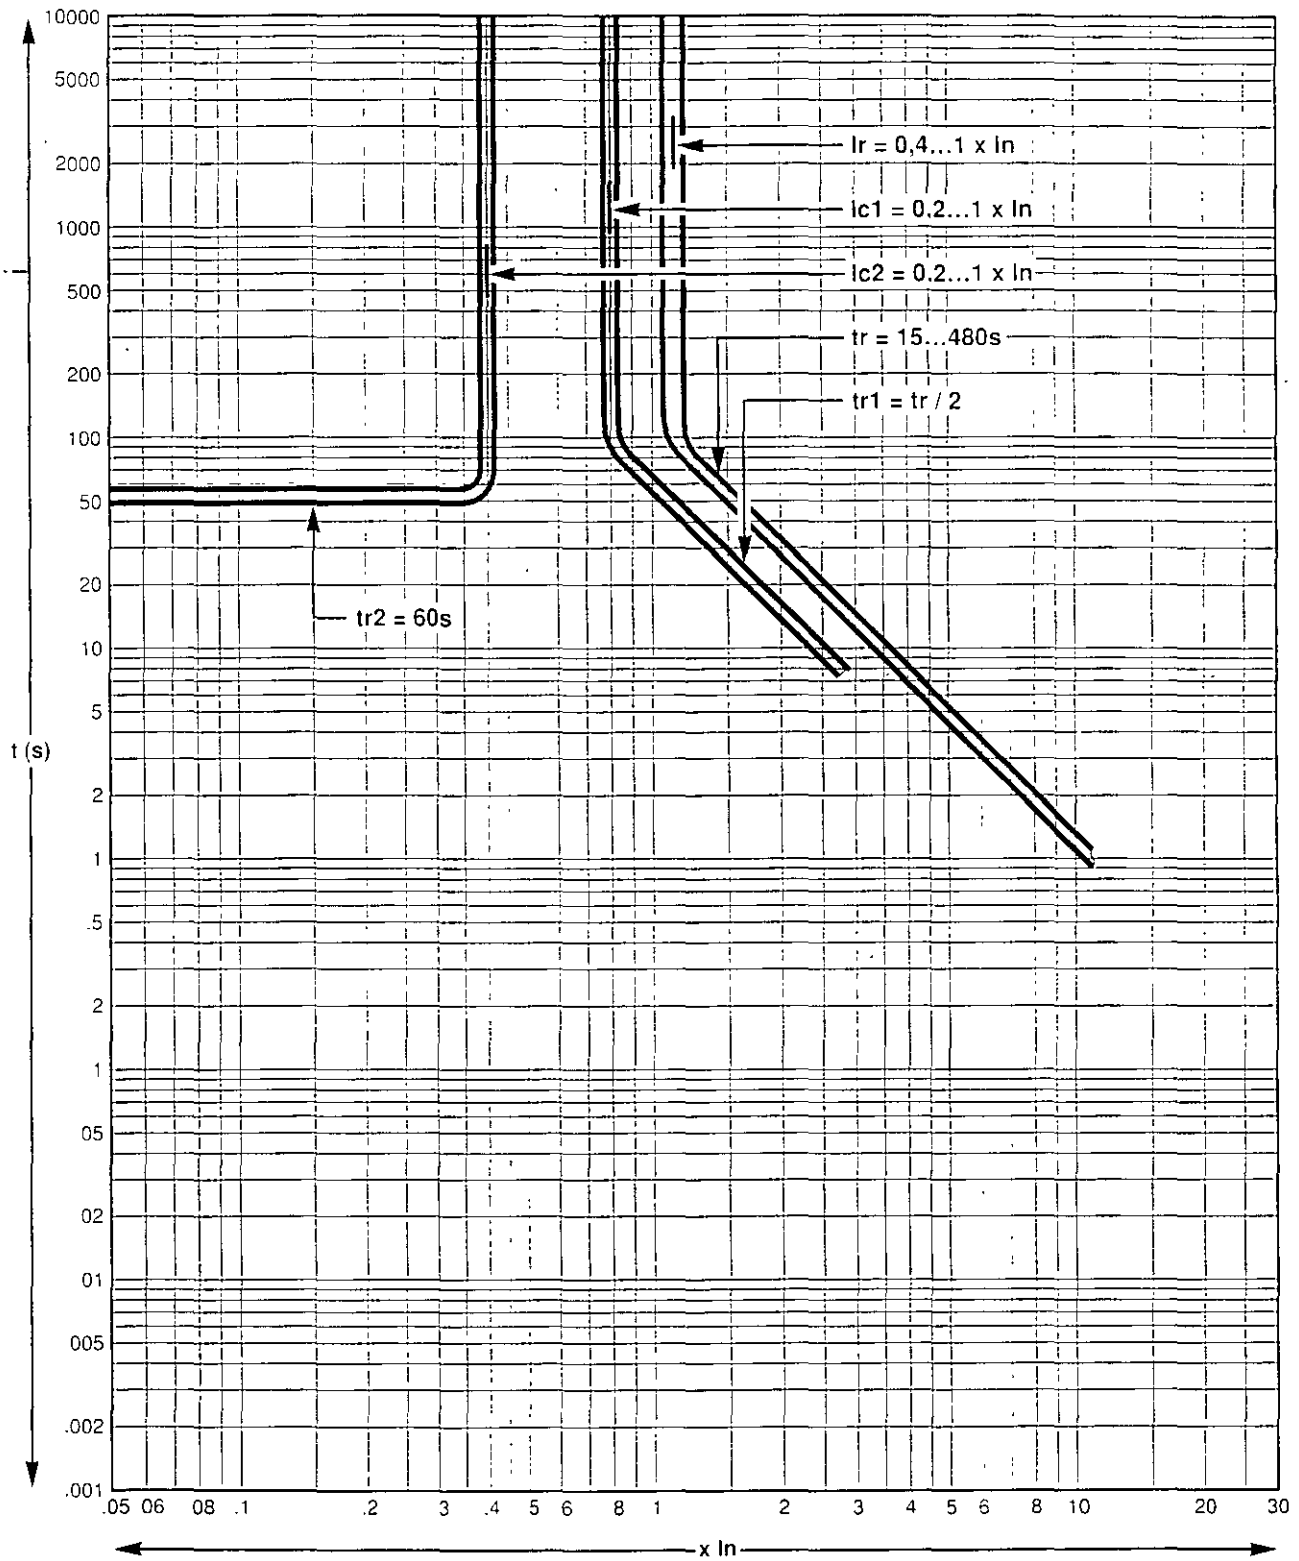 10000
5000
2000
1000
500
200
100
50
20
10
5
2
1
.5
2
1
05
02
01
005
.002
.001
t (s)
Ir = 0,4...1 x In
Ic1 = 0.2...1 x In
Ic2 = 0.2...1 x In
tr = 15...480s
tr1 = tr / 2
tr2 = 60s
.05 06 08 .1 .2 3 .4 5 6 8 1 2 3 4 5 6 8 10 20 30
x In